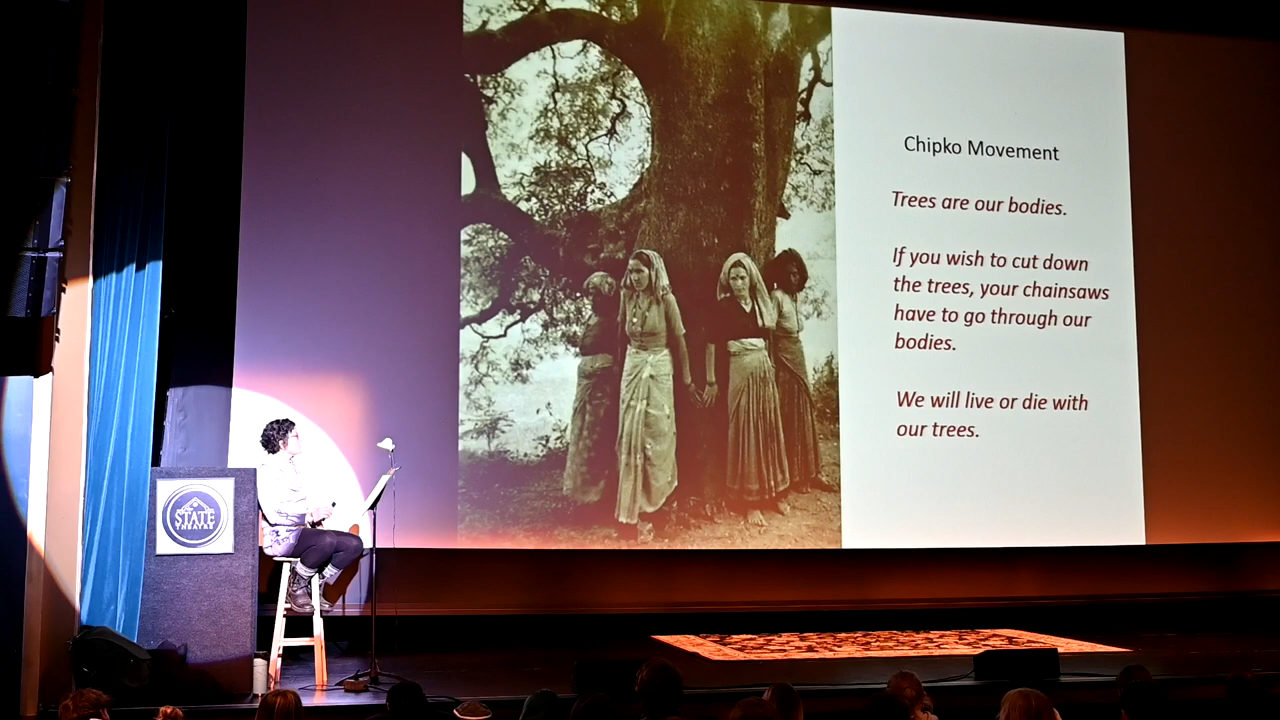 Chipko Movement
Trees are our bodies.
If you wish to cut down
the trees, your chainsaws
have to go through our
bodies.
We will live or die with
our trees.
STATE
THEATRE